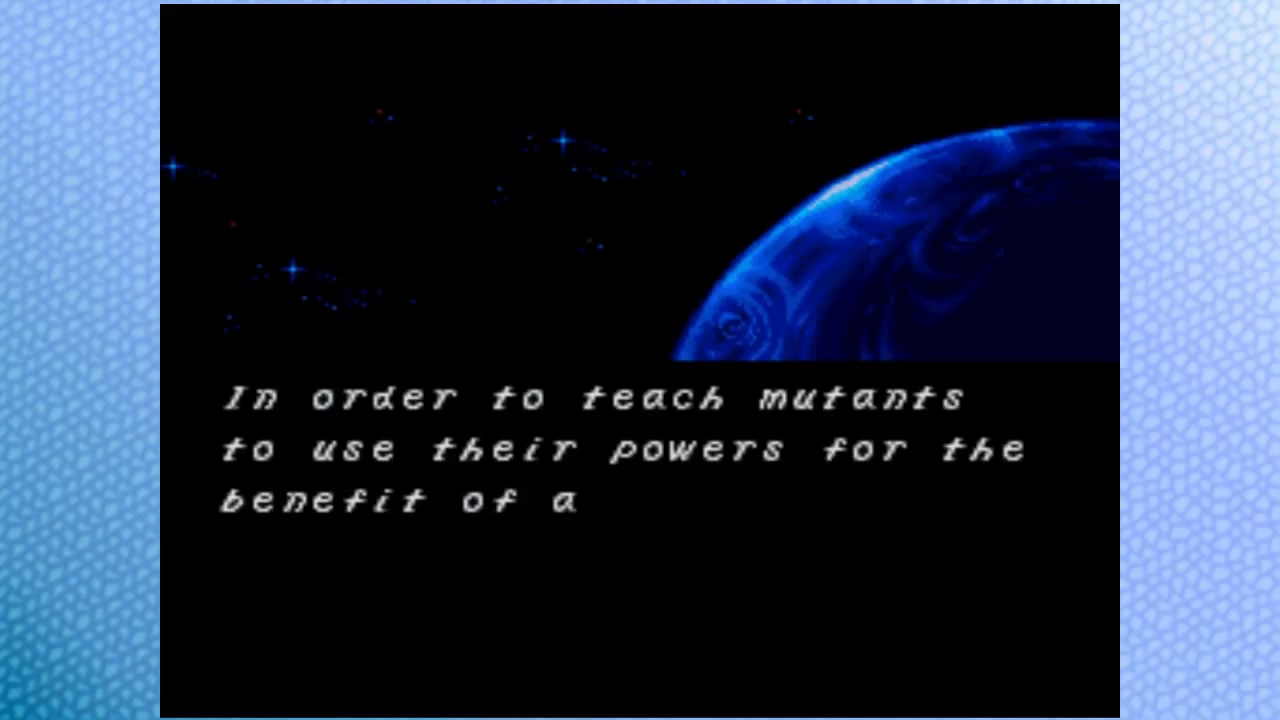 In order to teach mutants
to use their powers for the
benefit of a